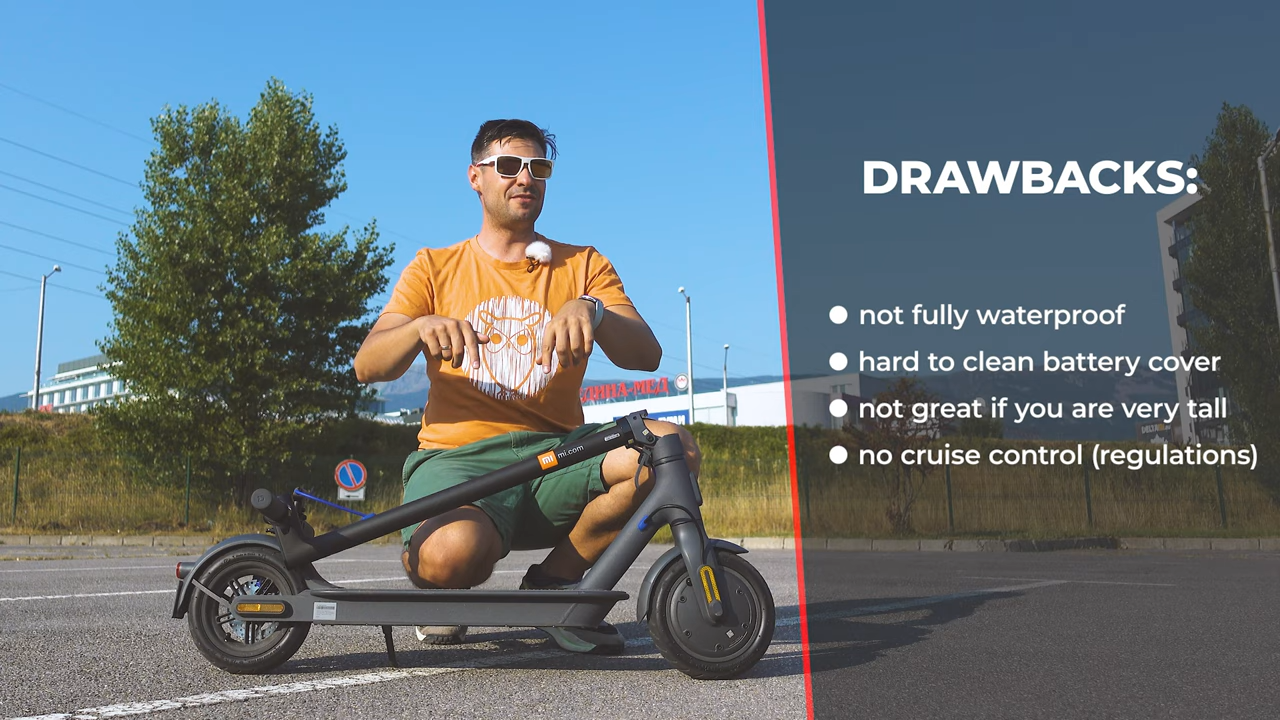 DRAWBACKS:
not fully waterproof
hard to clean battery cover
not great if you are very tall
no cruise control (regulations)
mi mi.com